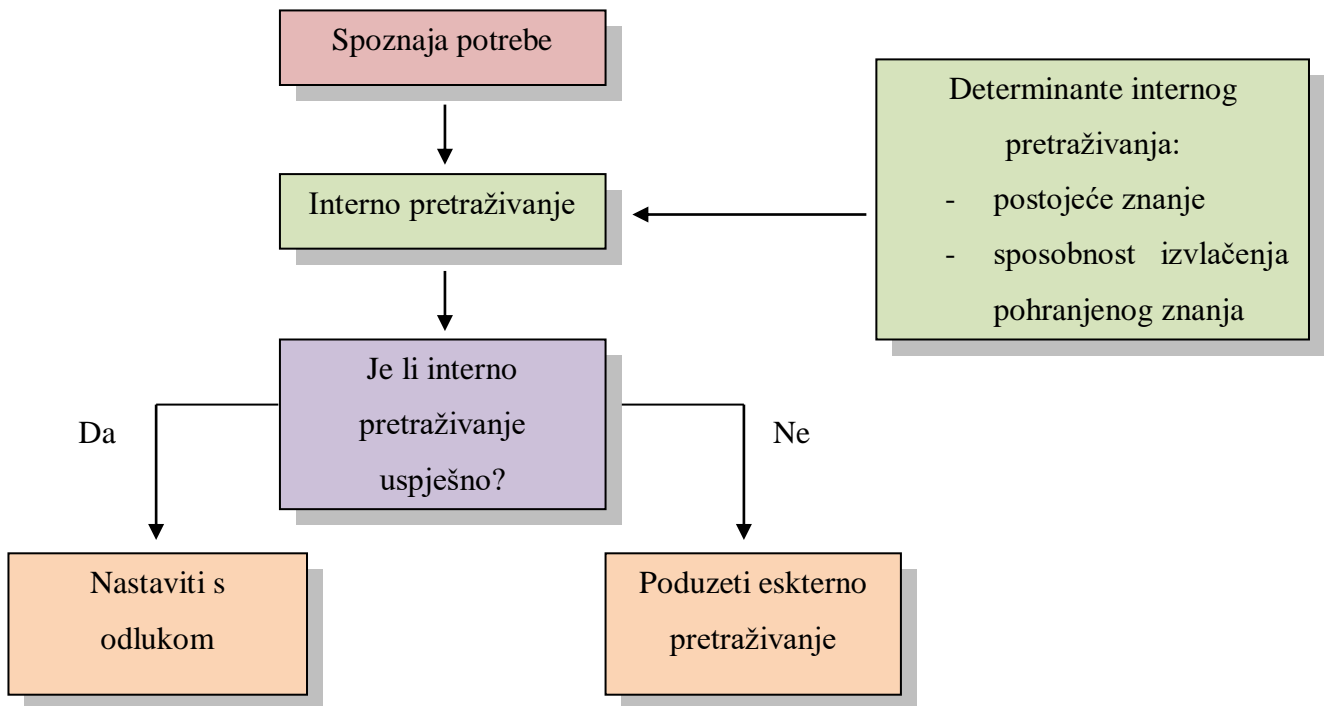 Spoznaja potrebe
Determinante internog
pretraživanja:
- postojeće znanje
- sposobnost izvlačenja
pohranjenog znanja
Interno pretraživanje
Je li interno
pretraživanje
uspješno?
Da
Ne
Nastaviti s
odlukom
Poduzeti eskterno
pretraživanje